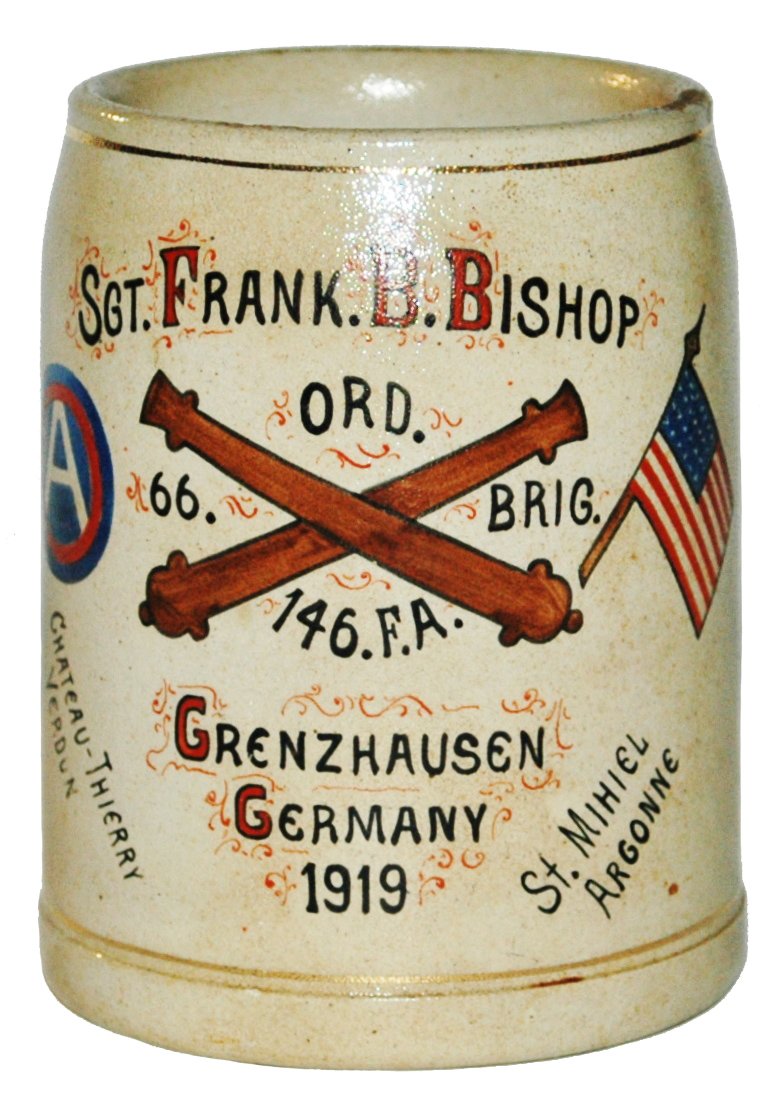 SGT. FRANK. B. BISHOP
ORD.
66. BRIG.
146. F.A.
A
CHATEAU-THIERRY
VERDUN
GRENZHAUSEN
GERMANY
1919
St. MIHIEL
ARGONNE